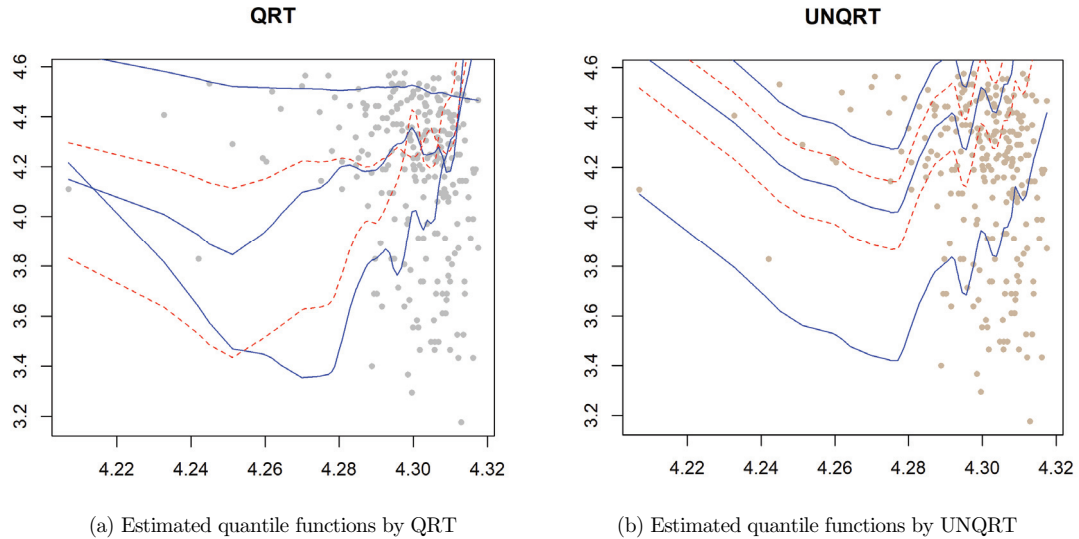 QRT
UNQRT
4.6
4.4
4.2
4.0
3.8
3.6
3.4
3.2
4.22 4.24 4.26 4.28 4.30 4.32
4.6
4.4
4.2
4.0
3.8
3.6
3.4
3.2
4.22 4.24 4.26 4.28 4.30 4.32
(a) Estimated quantile functions by QRT
(b) Estimated quantile functions by UNQRT